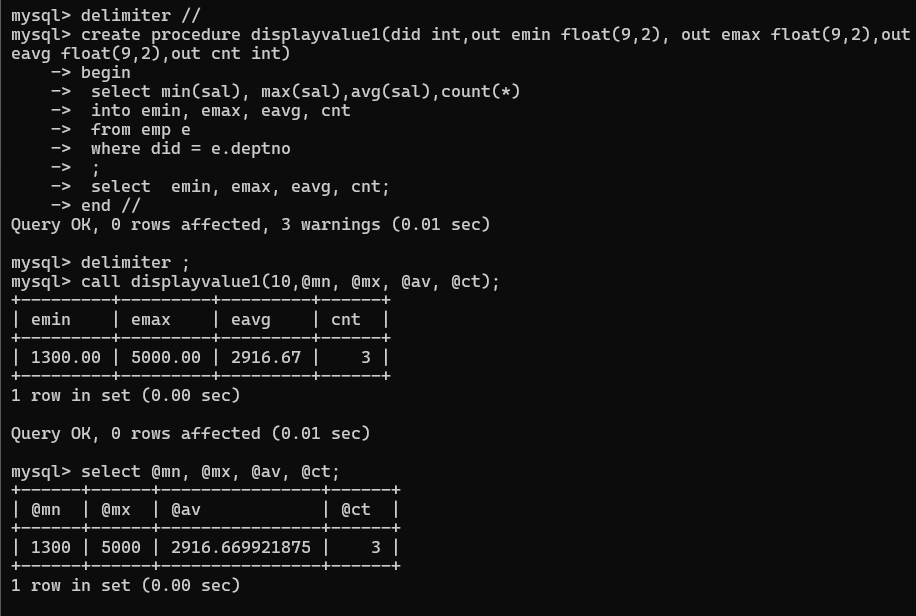 mysql> delimiter //
mysql> create procedure displayvalue1(did int,out emin float(9,2), out emax float(9,2),out
eavg float(9,2),out cnt int)
    -> begin
    ->  select min(sal), max(sal),avg(sal),count(*)
    ->  into emin, emax, eavg, cnt
    ->  from emp e
    ->  where did = e.deptno
    ->  ;
    ->  select  emin, emax, eavg, cnt;
    -> end //
Query OK, 0 rows affected, 3 warnings (0.01 sec)

mysql> delimiter ;
mysql> call displayvalue1(10,@mn, @mx, @av, @ct);
+---------+---------+---------+------+
| emin    | emax    | eavg    | cnt  |
+---------+---------+---------+------+
| 1300.00 | 5000.00 | 2916.67 |    3 |
+---------+---------+---------+------+
1 row in set (0.00 sec)

Query OK, 0 rows affected (0.01 sec)

mysql> select @mn, @mx, @av, @ct;
+------+------+----------------+------+
| @mn  | @mx  | @av            | @ct  |
+------+------+----------------+------+
| 1300 | 5000 | 2916.669921875 |    3 |
+------+------+----------------+------+
1 row in set (0.00 sec)